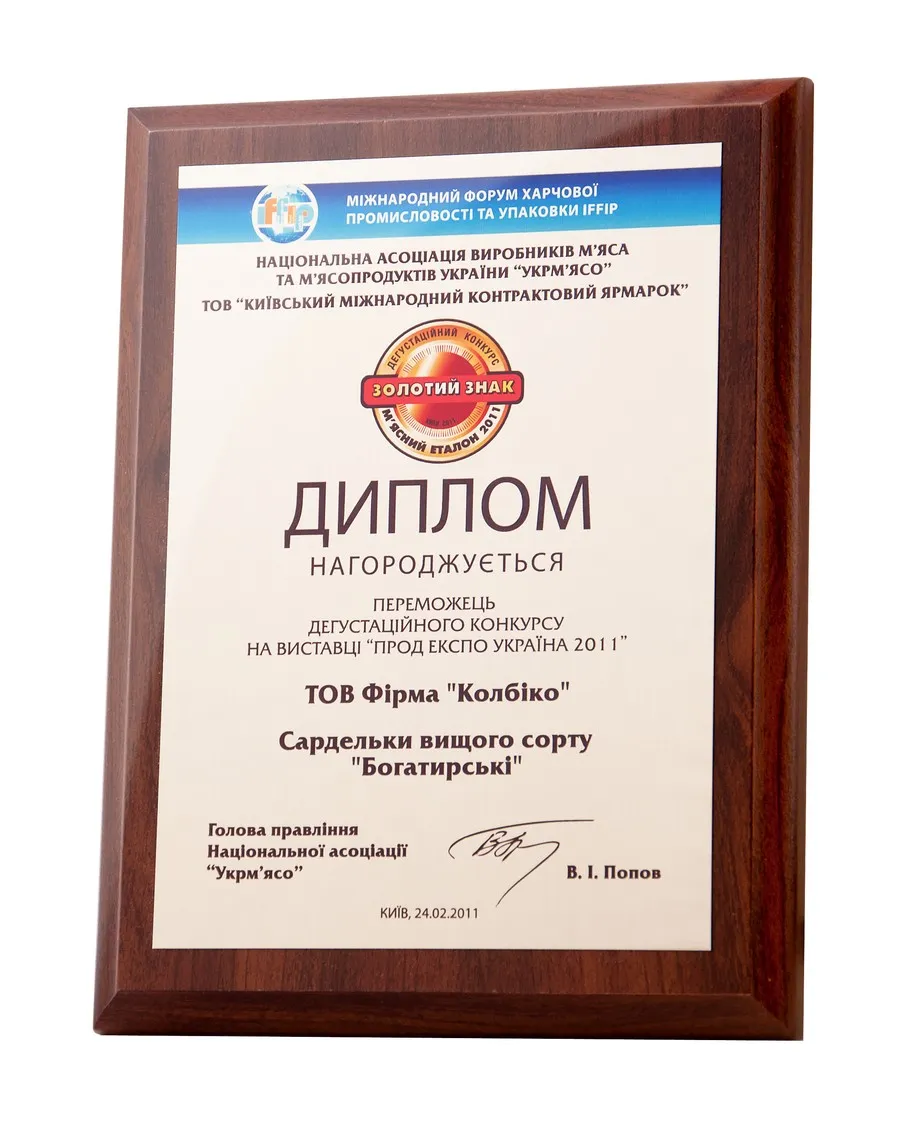 iffip
МІЖНАРОДНИЙ ФОРУМ ХАРЧОВОЇ
ПРОМИСЛОВОСТІ ТА УПАКОВКИ IFFIP
НАЦІОНАЛЬНА АСОЦІАЦІЯ ВИРОБНИКІВ М’ЯСА
ТА М’ЯСОПРОДУКТІВ УКРАЇНИ “УКРМ’ЯСО”
ТОВ “КИЇВСЬКИЙ МІЖНАРОДНИЙ КОНТРАКТОВИЙ ЯРМАРОК”
ДЕГУСТАЦІЙНИЙ КОНКУРС
ЗОЛОТИЙ ЗНАК
М’ЯСНИЙ ЕТАЛОН 2011
ДИПЛОМ
НАГОРОДЖУЄТЬСЯ
ПЕРЕМОЖЕЦЬ
ДЕГУСТАЦІЙНОГО КОНКУРСУ
НА ВИСТАВЦІ “ПРОД ЕКСПО УКРАЇНА 2011”
ТОВ Фірма "Колбіко"
Сардельки вищого сорту
"Богатирські"
Голова правління
Національної асоціації
“Укрм’ясо”
В. І. Попов
КИЇВ, 24.02.2011